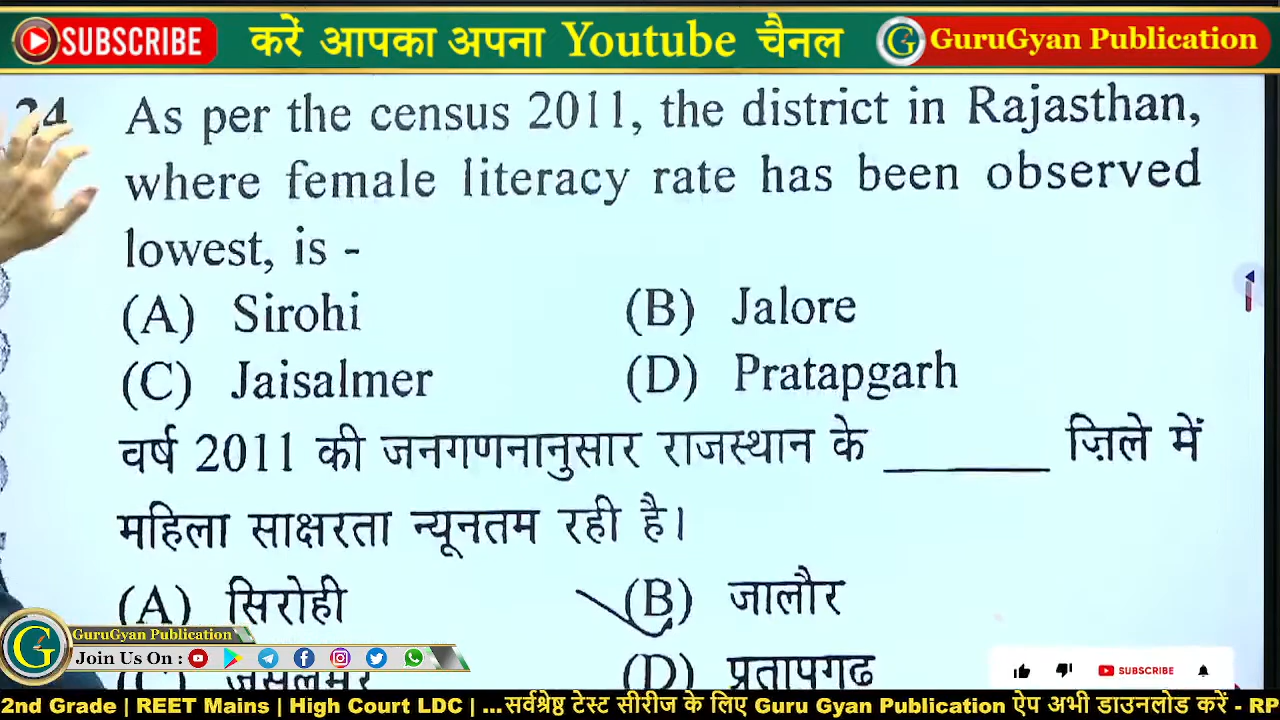 SUBSCRIBE करें आपका अपना Youtube चैनल GuruGyan Publication
As per the census 2011, the district in Rajasthan,
where female literacy rate has been observed
lowest, is -
(A) Sirohi (B) Jalore
(C) Jaisalmer (D) Pratapgarh
वर्ष 2011 की जनगणनानुसार राजस्थान के ________ ज़िले में
महिला साक्षरता न्यूनतम रही है।
(A) सिरोही (B) जालौर
(D) प्रतापगढ
GuruGyan Publication
Join Us On :
SUBSCRIBE
2nd Grade | REET Mains | High Court LDC | ...सर्वश्रेष्ठ टेस्ट सीरीज के लिए Guru Gyan Publication ऐप अभी डाउनलोड करें - RP